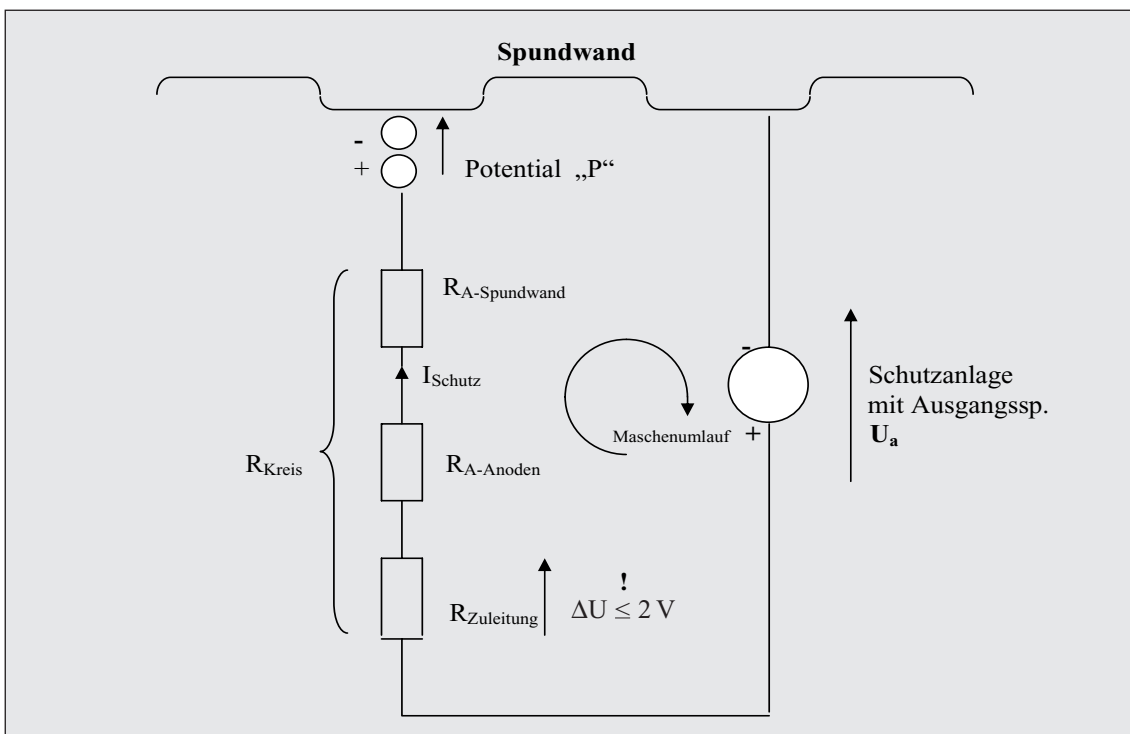 Spundwand
-
+
Potential „P“
R_A-Spundwand
I_Schutz
R_Kreis
R_A-Anoden
Maschenumlauf
-
+
Schutzanlage
mit Ausgangssp.
U_a
R_Zuleitung
!
ΔU ≤ 2 V